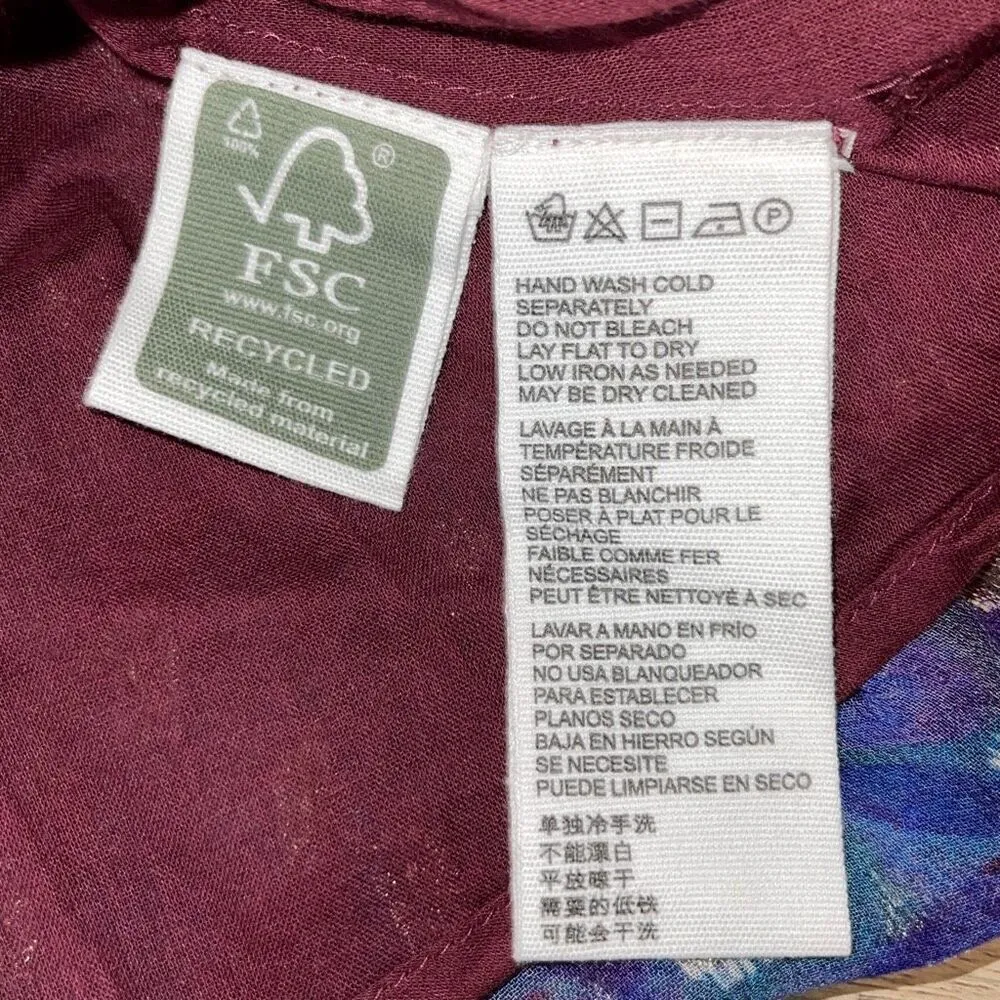 100%
®
FSC
www.fsc.org
RECYCLED
Made from
recycled material
P
HAND WASH COLD
SEPARATELY
DO NOT BLEACH
LAY FLAT TO DRY
LOW IRON AS NEEDED
MAY BE DRY CLEANED
LAVAGE À LA MAIN À
TEMPÉRATURE FROIDE
SÉPARÉMENT
NE PAS BLANCHIR
POSER À PLAT POUR LE
SÉCHAGE
FAIBLE COMME FER
NÉCESSAIRES
PEUT ÊTRE NETTOYÉ À SEC
LAVAR A MANO EN FRÍO
POR SEPARADO
NO USA BLANQUEADOR
PARA ESTABLECER
PLANOS SECO
BAJA EN HIERRO SEGÚN
SE NECESITE
PUEDE LIMPIARSE EN SECO
单独冷手洗
不能漂白
平放晾干
需要的低铁
可能会干洗